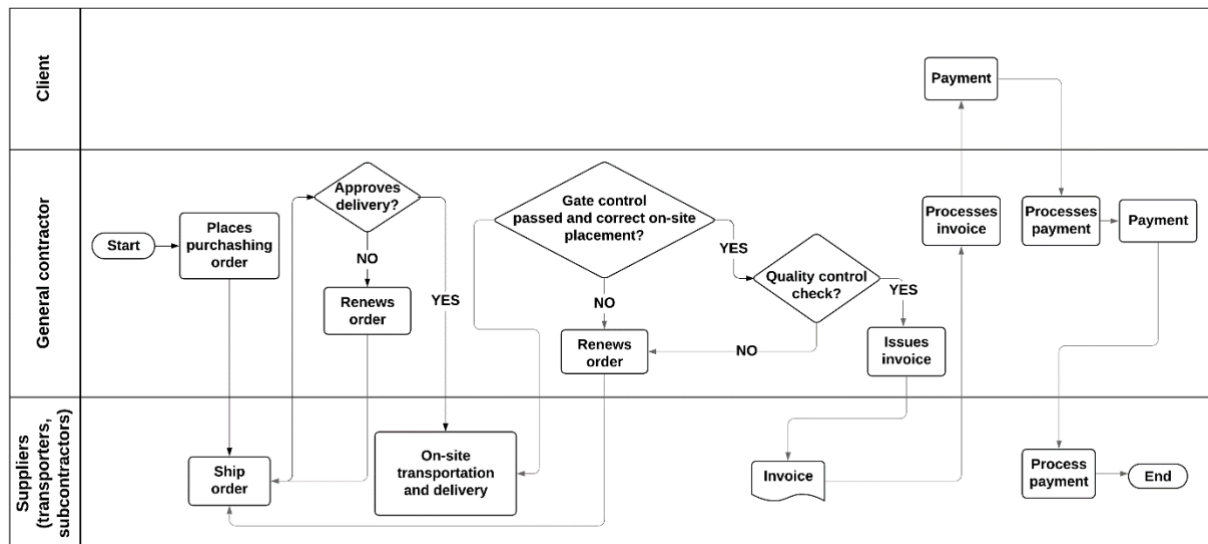 Client
Payment
General contractor
Start
Places
purchashing
order
Approves
delivery?
NO
Renews
order
YES
Gate control
passed and correct on-site
placement?
YES
NO
Renews
order
Quality control
check?
YES
NO
Issues
invoice
Processes
invoice
Processes
payment
Payment
Suppliers
(transporters,
subcontractors)
Ship
order
On-site
transportation
and delivery
Invoice
Process
payment
End